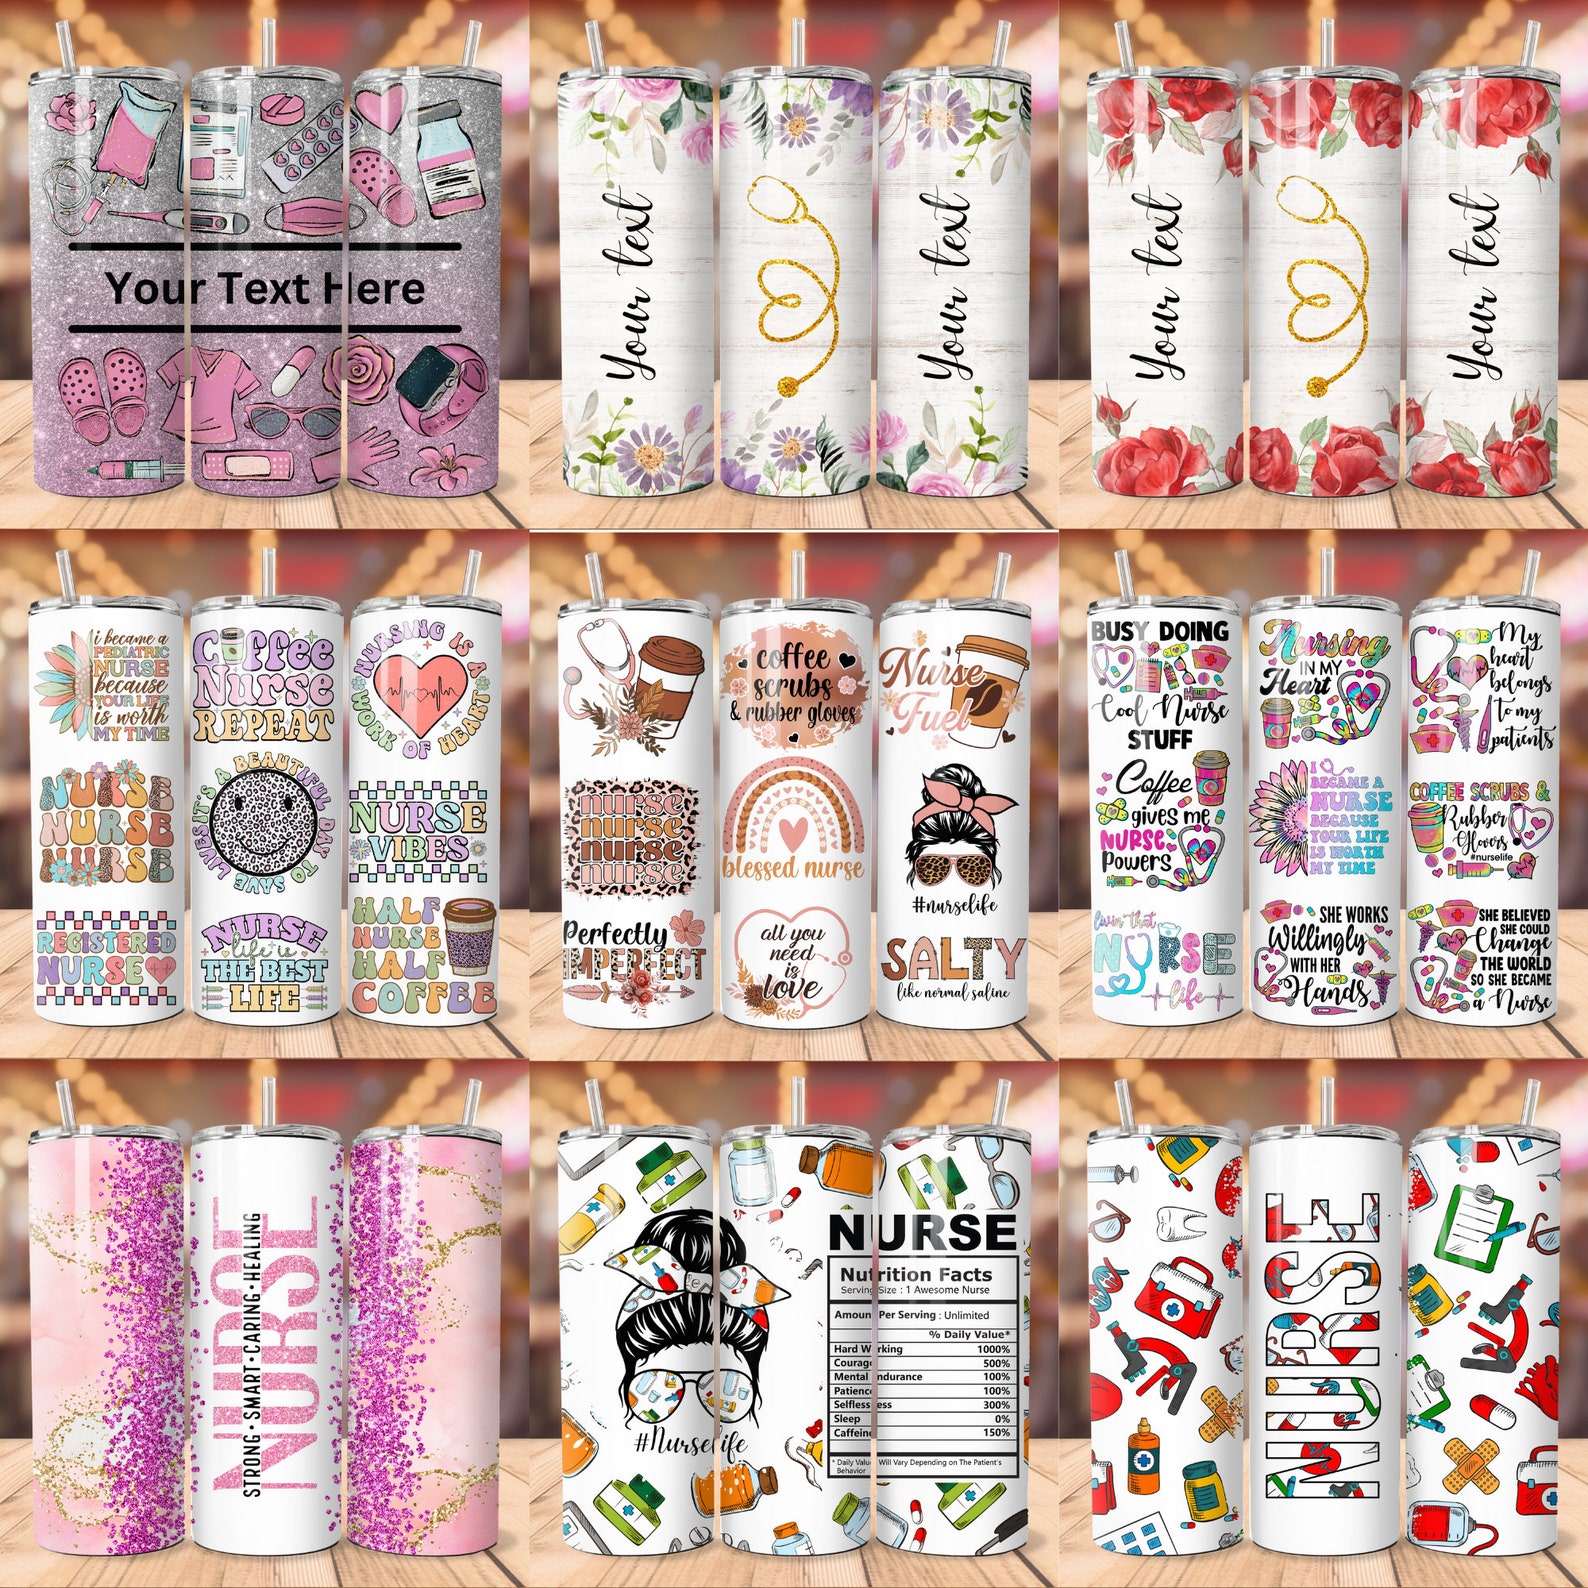 Your Text Here
Your text
Your text
Your text
Your text
i became a
PEDIATRIC
NURSE
because
YOUR LIFE
is worth
MY TIME
NURSE
NURSE
NURSE
REGISTERED
NURSE
Coffee
Nurse
REPEAT
IT'S A BEAUTIFUL DAY TO SAVE LIVES
NURSE
life is
THE BEST
LIFE
NURSING IS A
WORK OF HEART
NURSE
VIBES
HALF
NURSE
HALF
COFFEE
nurse
nurse
nurse
nurse
Perfectly
IMPERFECT
coffee
scrubs
& rubber gloves
blessed nurse
all you
need
is
love
Nurse
Fuel
#nurselife
SALTY
like normal saline
BUSY DOING
Cool Nurse
STUFF
Coffee
gives me
NURSE
Powers
livin' that
NURSE
life
Nursing
IN MY
Heart
I
BECAME A
NURSE
BECAUSE
YOUR LIFE
IS WORTH
MY TIME
SHE WORKS
Willingly
WITH HER
Hands
My
heart
belongs
to my
patients
COFFEE SCRUBS &
Rubber
Glovers
#nurselife
SHE BELIEVED
SHE COULD
Change
THE WORLD
SO SHE BECAME
a Nurse
NURSE
STRONG • SMART • CARING • HEALING
#Nurselife
NURSE
Nutrition Facts
Serving Size : 1 Awesome Nurse
Amount Per Serving : Unlimited
% Daily Value*
Hard Working 1000%
Courage 500%
Mental Endurance 100%
Patience 100%
Selflessness 300%
Sleep 0%
Caffeine 150%
* Daily Value Will Vary Depending on The Patient's
Behavior
NURSE